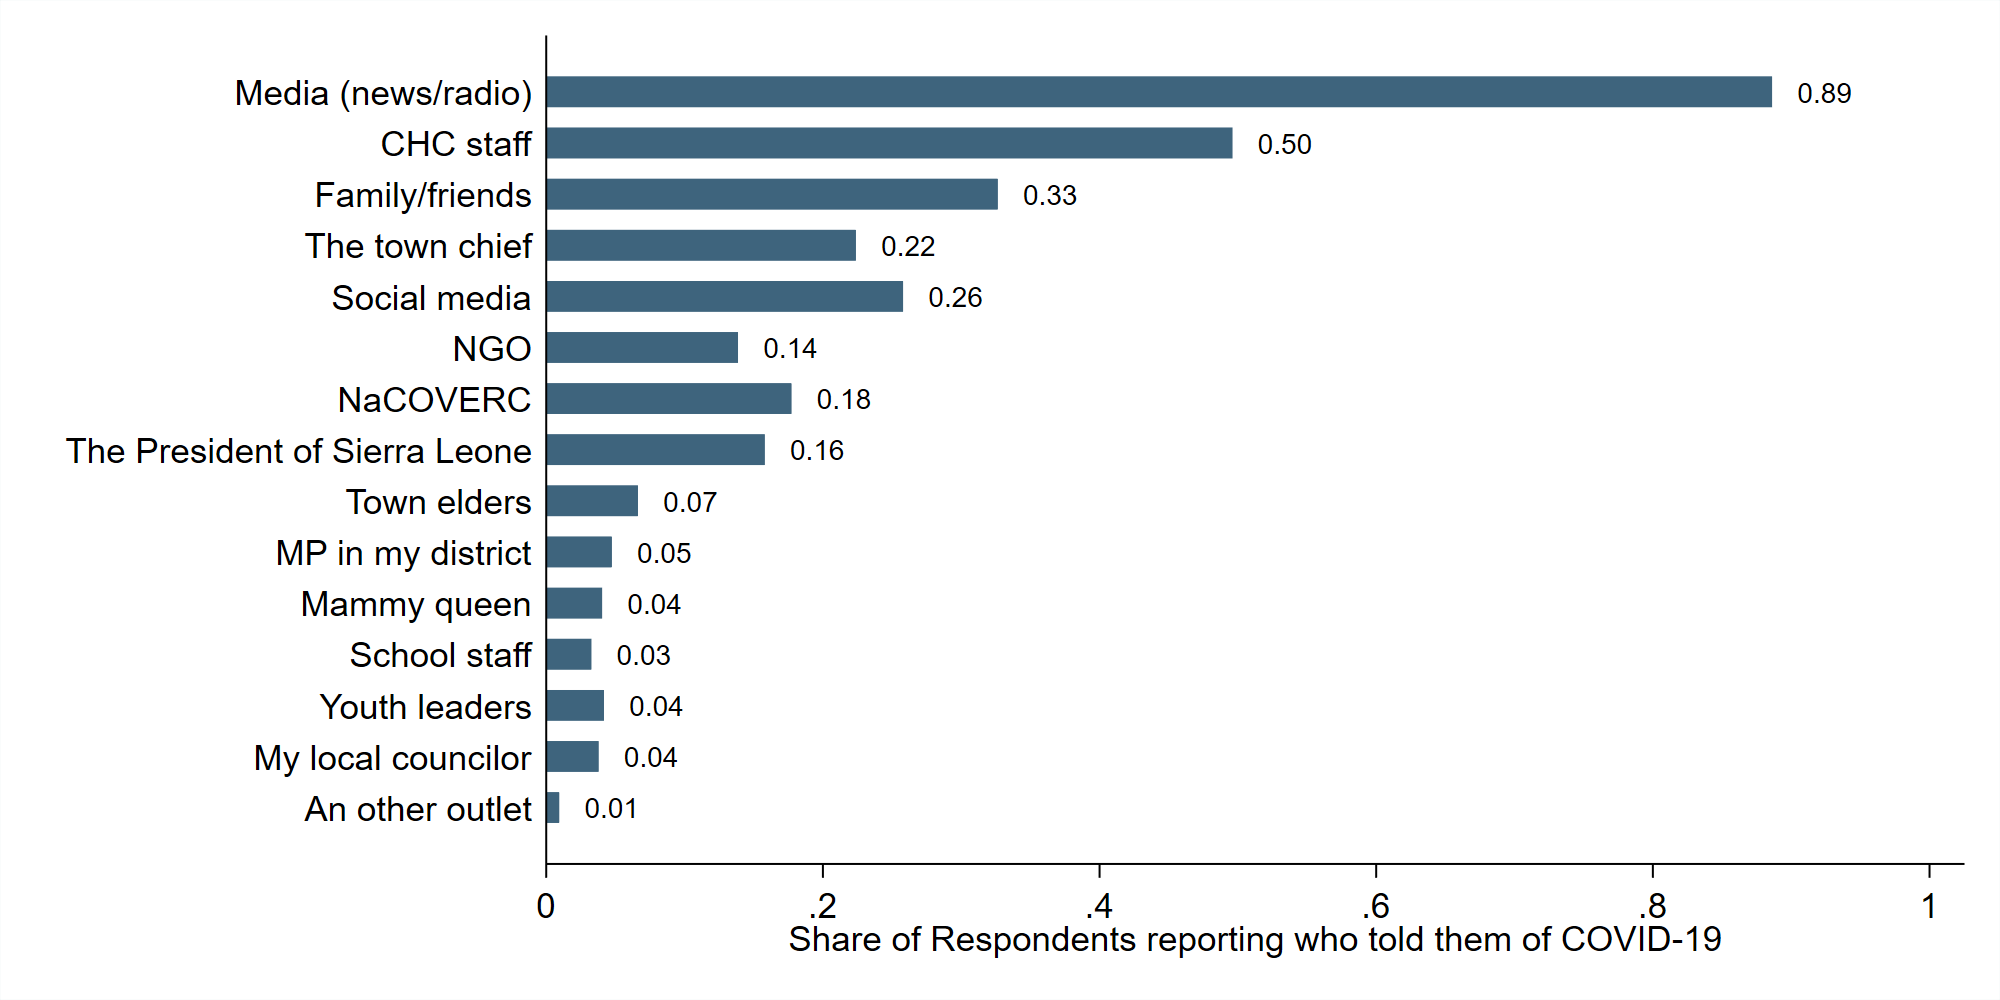 Media (news/radio) 0.89
CHC staff 0.50
Family/friends 0.33
The town chief 0.22
Social media 0.26
NGO 0.14
NaCOVERC 0.18
The President of Sierra Leone 0.16
Town elders 0.07
MP in my district 0.05
Mammy queen 0.04
School staff 0.03
Youth leaders 0.04
My local councilor 0.04
An other outlet 0.01
0 .2 .4 .6 .8 1
Share of Respondents reporting who told them of COVID-19